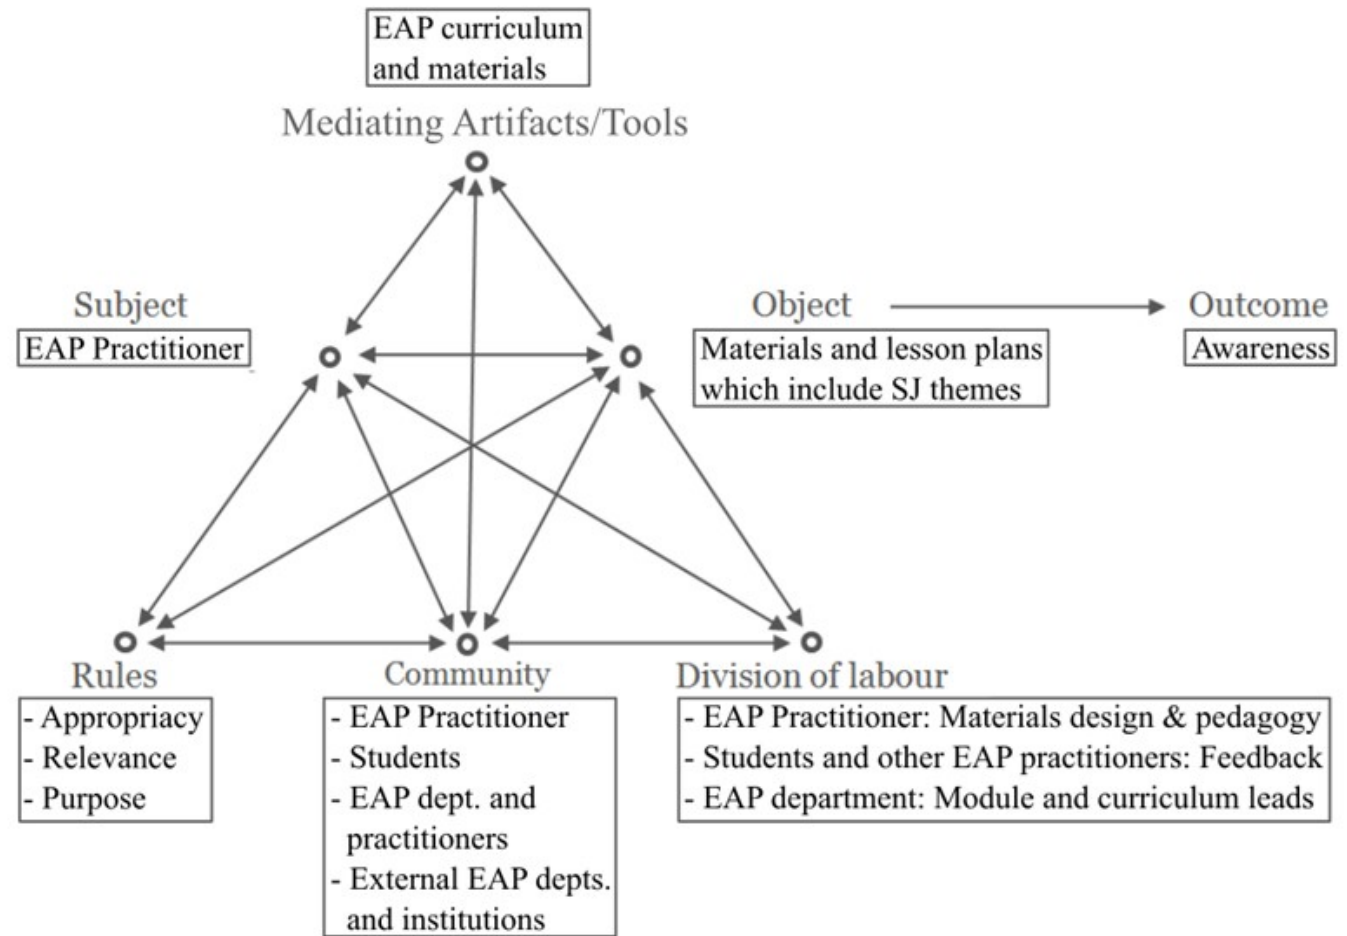 EAP curriculum
and materials
Mediating Artifacts/Tools
Subject
EAP Practitioner
Object
Materials and lesson plans
which include SJ themes
Outcome
Awareness
Rules
- Appropriacy
- Relevance
- Purpose
Community
- EAP Practitioner
- Students
- EAP dept. and
practitioners
- External EAP depts.
and institutions
Division of labour
- EAP Practitioner: Materials design & pedagogy
- Students and other EAP practitioners: Feedback
- EAP department: Module and curriculum leads